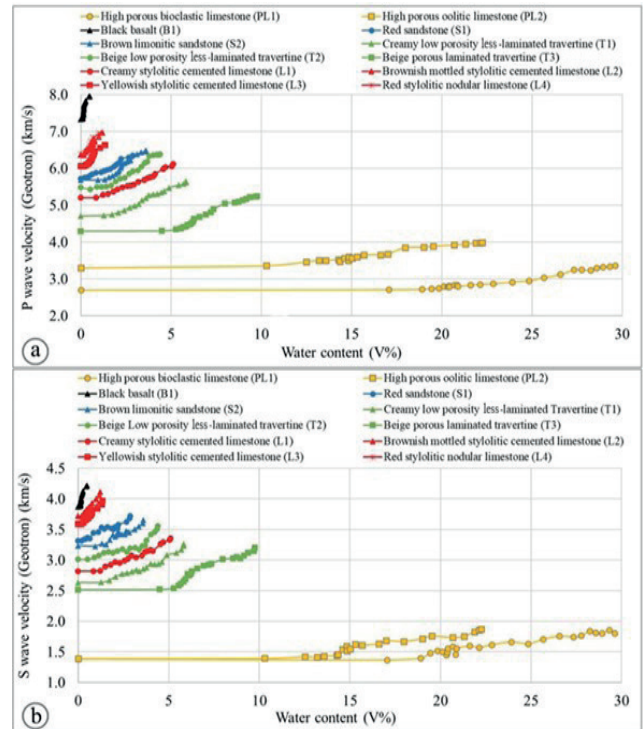 High porous bioclastic limestone (PL1) High porous oolitic limestone (PL2)
Black basalt (B1) Red sandstone (S1)
Brown limonitic sandstone (S2) Creamy low porosity less-laminated travertine (T1)
Beige low porosity less-laminated travertine (T2) Beige porous laminated travertine (T3)
Creamy stylolitic cemented limestone (L1) Brownish mottled stylolitic cemented limestone (L2)
Yellowish stylolitic cemented limestone (L3) Red stylolitic nodular limestone (L4)
P wave velocity (Geotron) (km/s)
8.0
7.0
6.0
5.0
4.0
3.0
2.0
0 5 10 15 20 25 30
Water content (V%)
a
High porous bioclastic limestone (PL1) High porous oolitic limestone (PL2)
Black basalt (B1) Red sandstone (S1)
Brown limonitic sandstone (S2) Creamy low porosity less-laminated Travertine (T1)
Beige Low porosity less-laminated travertine (T2) Beige porous laminated travertine (T3)
Creamy stylolitic cemented limestone (L1) Brownish mottled stylolitic cemented limestone (L2)
Yellowish stylolitic cemented limestone (L3) Red stylolitic nodular limestone (L4)
S wave velocity (Geotron) (km/s)
4.5
4.0
3.5
3.0
2.5
2.0
1.5
1.0
0 5 10 15 20 25 30
Water content (V%)
b